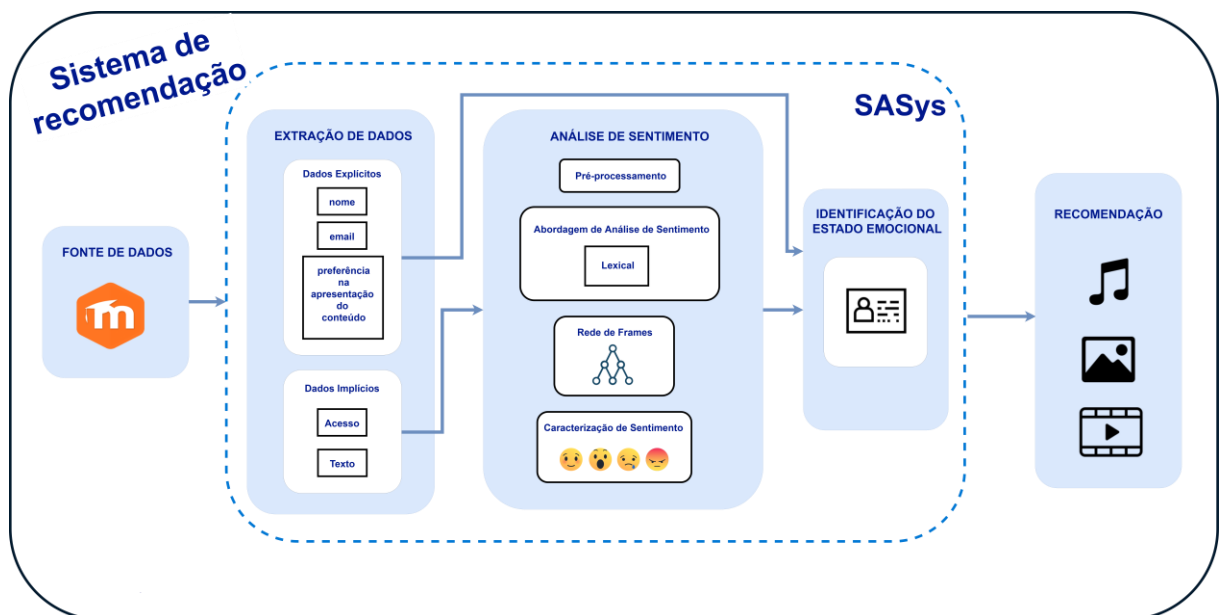 Sistema de
recomendação
SASys
FONTE DE DADOS
m
EXTRAÇÃO DE DADOS
Dados Explícitos
nome
email
preferência
na
apresentação
do
conteúdo
Dados Implícios
Acesso
Texto
ANÁLISE DE SENTIMENTO
Pré-processamento
Abordagem de Análise de Sentimento
Lexical
Rede de Frames
Caracterização de Sentimento
IDENTIFICAÇÃO DO
ESTADO EMOCIONAL
RECOMENDAÇÃO